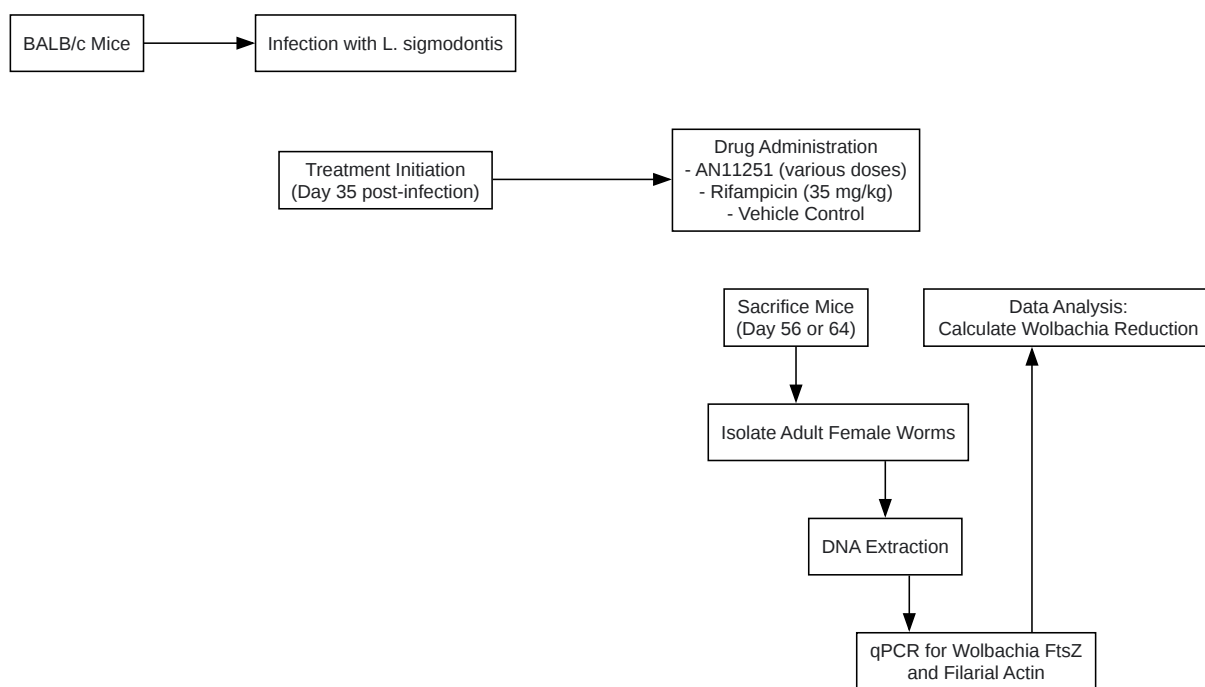 BALB/c Mice
Infection with L. sigmodontis
Treatment Initiation
(Day 35 post-infection)
Drug Administration
- AN11251 (various doses)
- Rifampicin (35 mg/kg)
- Vehicle Control
Sacrifice Mice
(Day 56 or 64)
Data Analysis:
Calculate Wolbachia Reduction
Isolate Adult Female Worms
DNA Extraction
qPCR for Wolbachia FtsZ
and Filarial Actin